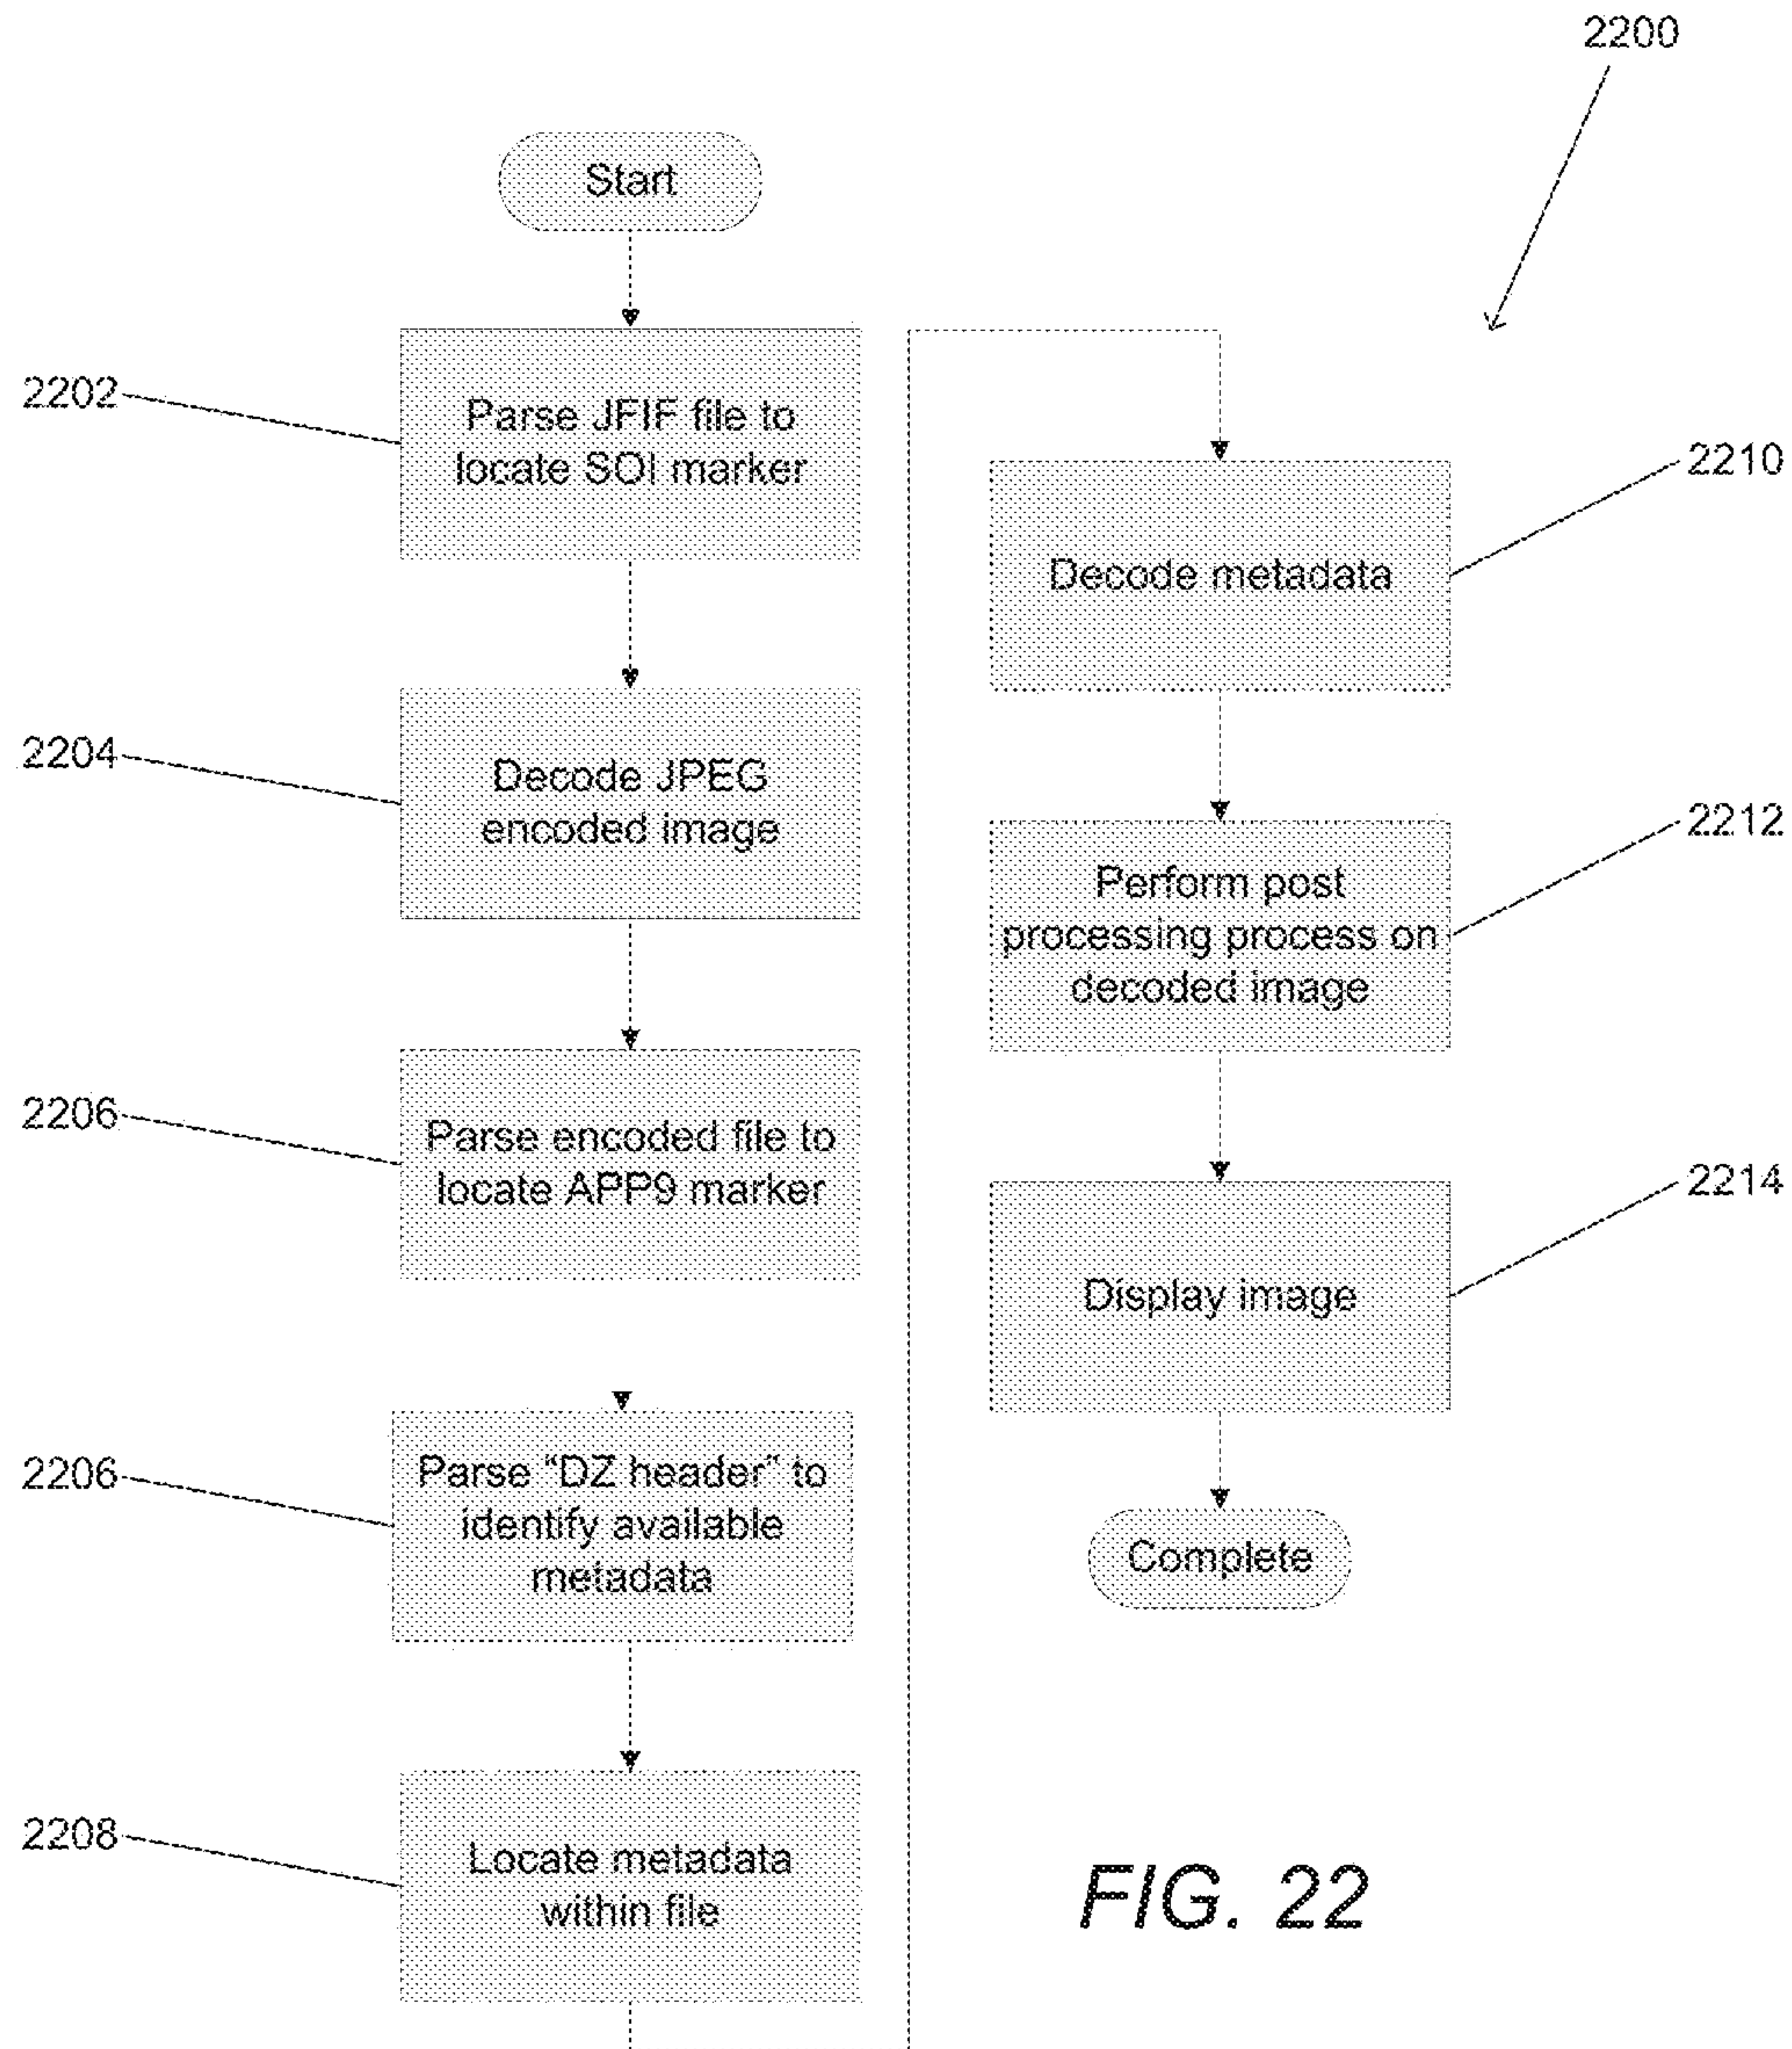 2200
Start
2202
Parse JFIF file to
locate SOI marker
2204
Decode JPEG
encoded image
2206
Parse encoded file to
locate APP9 marker
2206
Parse “DZ header” to
identify available
metadata
2208
Locate metadata
within file
2210
Decode metadata
2212
Perform post
processing process on
decoded image
2214
Display image
Complete
FIG. 22